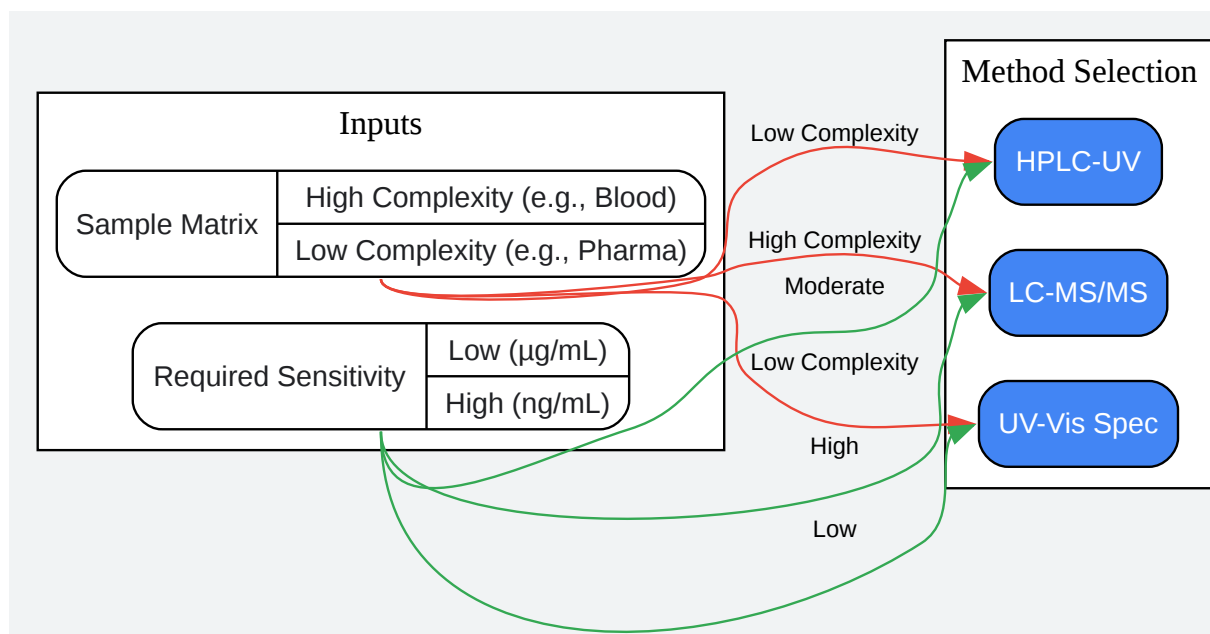 Inputs
Sample Matrix
High Complexity (e.g., Blood)
Low Complexity (e.g., Pharma)
Required Sensitivity
Low (µg/mL)
High (ng/mL)
Low Complexity
High Complexity
Moderate
Low Complexity
High
Low
Method Selection
HPLC-UV
LC-MS/MS
UV-Vis Spec